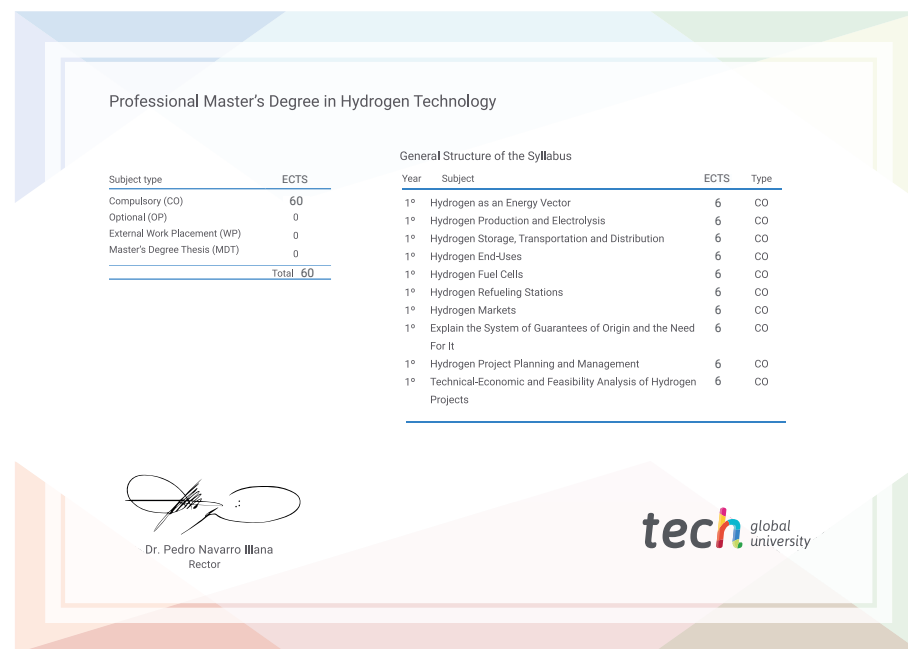 Professional Master's Degree in Hydrogen Technology
General Structure of the Syllabus
Subject type ECTS
Compulsory (CO) 60
Optional (OP) 0
External Work Placement (WP) 0
Master's Degree Thesis (MDT) 0
Total 60
Year Subject ECTS Type
1º Hydrogen as an Energy Vector 6 CO
1º Hydrogen Production and Electrolysis 6 CO
1º Hydrogen Storage, Transportation and Distribution 6 CO
1º Hydrogen End-Uses 6 CO
1º Hydrogen Fuel Cells 6 CO
1º Hydrogen Refueling Stations 6 CO
1º Hydrogen Markets 6 CO
1º Explain the System of Guarantees of Origin and the Need 6 CO
For It
1º Hydrogen Project Planning and Management 6 CO
1º Technical-Economic and Feasibility Analysis of Hydrogen 6 CO
Projects
Dr. Pedro Navarro Illana
Rector
tech global
university